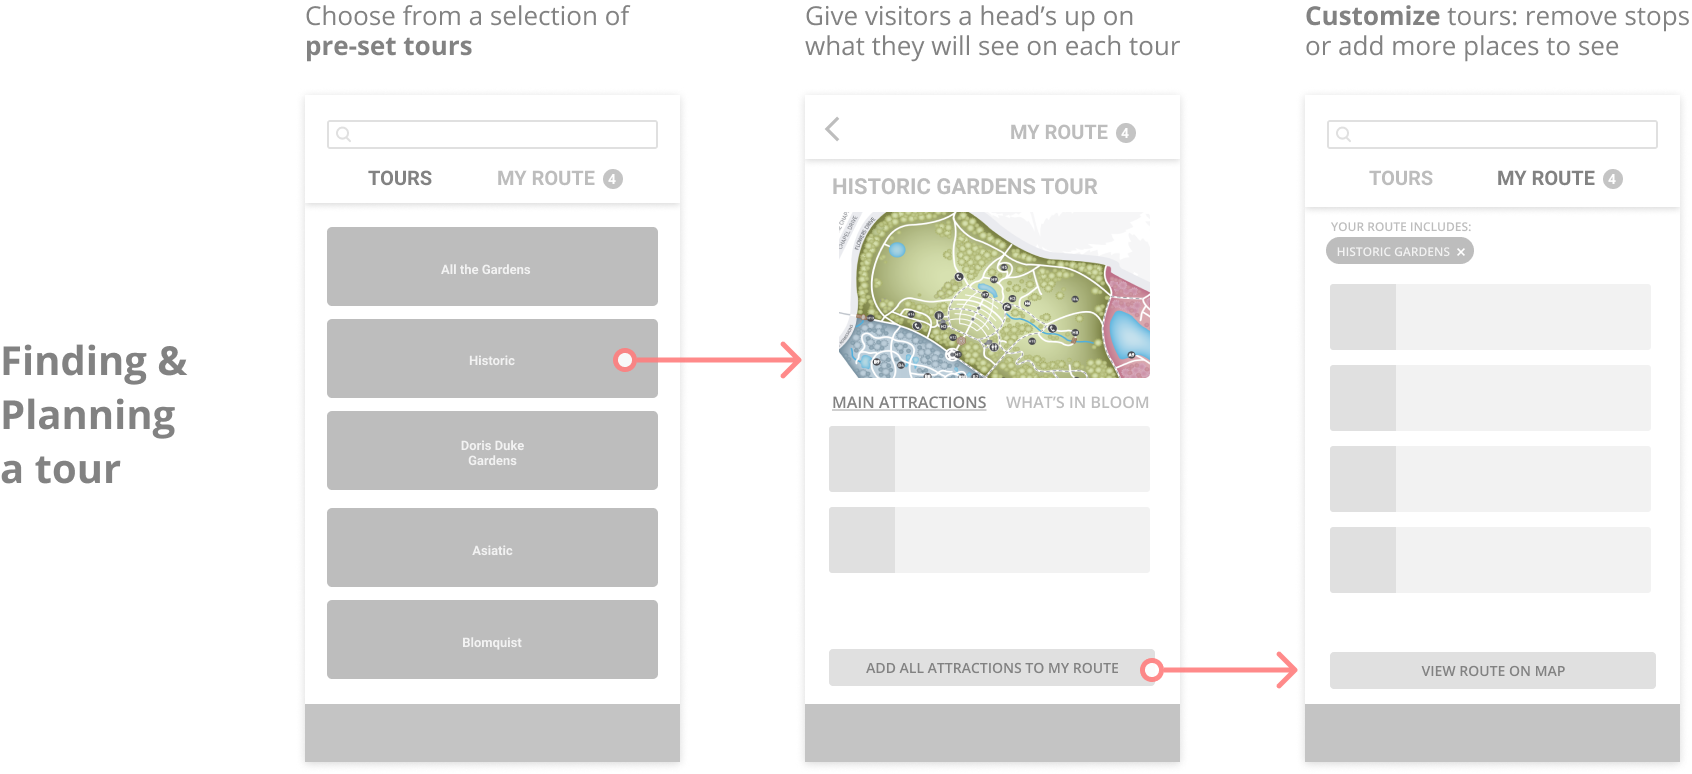 Finding &
Planning
a tour
Choose from a selection of
pre-set tours
TOURS
MY ROUTE 4
All the Gardens
Historic
Doris Duke
Gardens
Asiatic
Blomquist
Give visitors a head's up on
what they will see on each tour
MY ROUTE 4
HISTORIC GARDENS TOUR
MAIN ATTRACTIONS
WHAT'S IN BLOOM
ADD ALL ATTRACTIONS TO MY ROUTE
Customize tours: remove stops
or add more places to see
TOURS
MY ROUTE 4
YOUR ROUTE INCLUDES:
HISTORIC GARDENS ×
VIEW ROUTE ON MAP